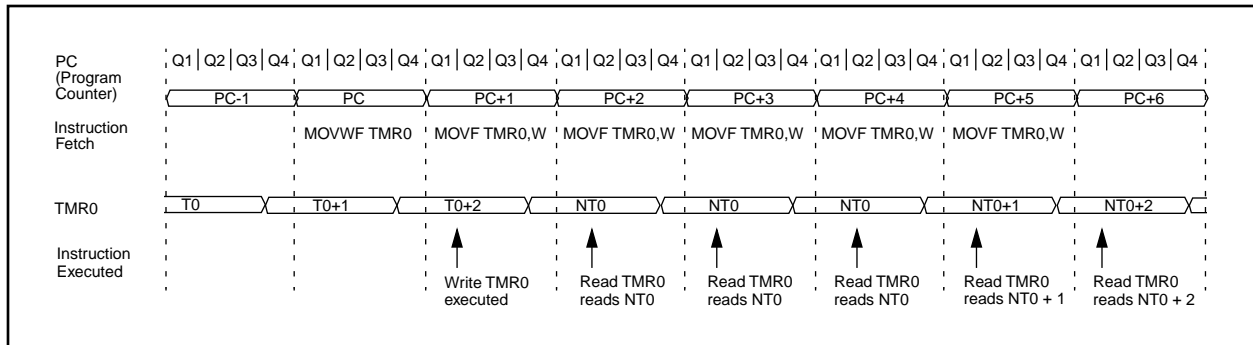 PC
(Program
Counter)
Q1 Q2 Q3 Q4 Q1 Q2 Q3 Q4 Q1 Q2 Q3 Q4 Q1 Q2 Q3 Q4 Q1 Q2 Q3 Q4 Q1 Q2 Q3 Q4 Q1 Q2 Q3 Q4 Q1 Q2 Q3 Q4
PC-1 PC PC+1 PC+2 PC+3 PC+4 PC+5 PC+6
Instruction
Fetch
MOVWF TMR0 MOVF TMR0,W MOVF TMR0,W MOVF TMR0,W MOVF TMR0,W MOVF TMR0,W
TMR0
T0 T0+1 T0+2 NT0 NT0 NT0 NT0+1 NT0+2
Instruction
Executed
Write TMR0
executed
Read TMR0
reads NT0
Read TMR0
reads NT0
Read TMR0
reads NT0
Read TMR0
reads NT0 + 1
Read TMR0
reads NT0 + 2